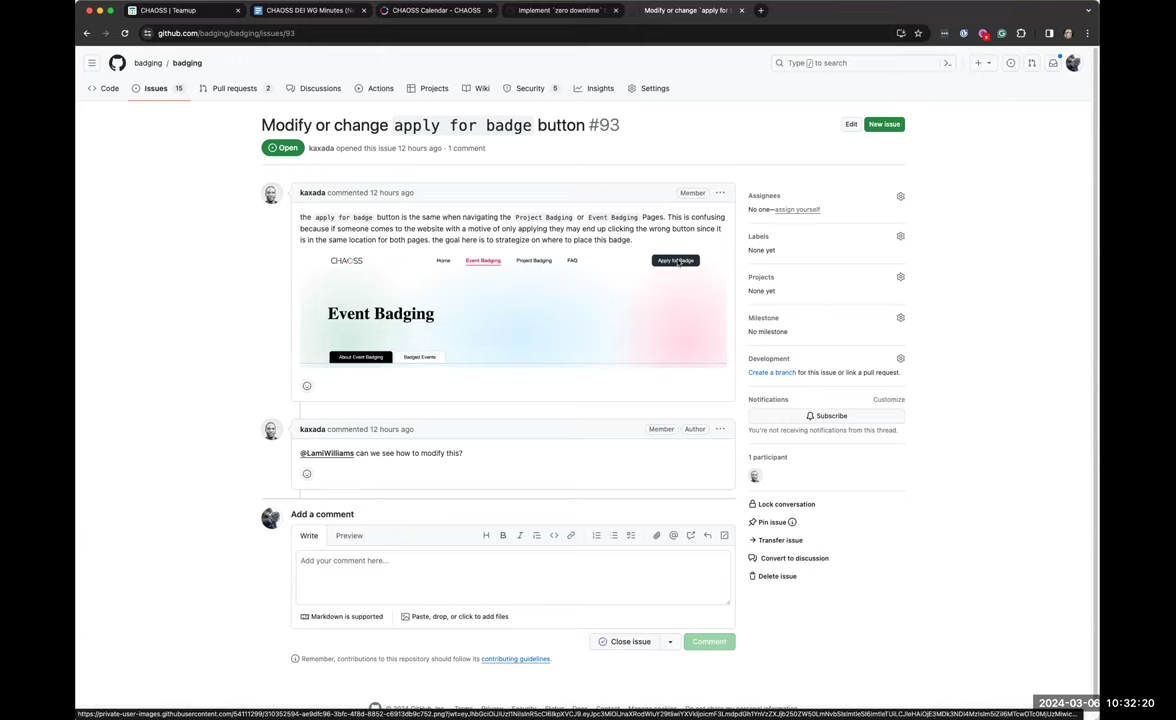 CHAOSS | Teamup
CHAOSS DEI WG Minutes (N
CHAOSS Calendar - CHAOSS
Implement `zero downtime`
Modify or change `apply for
github.com/badging/badging/issues/93
badging / badging
Type / to search
Code
Issues 15
Pull requests 2
Discussions
Actions
Projects
Wiki
Security 5
Insights
Settings
Modify or change apply for badge button #93
Edit
New issue
Open
kaxada opened this issue 12 hours ago · 1 comment
kaxada commented 12 hours ago
Member
the apply for badge button is the same when navigating the Project Badging or Event Badging Pages. This is confusing
because if someone comes to the website with a motive of only applying they may end up clicking the wrong button since it
is in the same location for both pages. the goal here is to strategize on where to place this badge.
CHAOSS
Home
Event Badging
Project Badging
FAQ
Apply for Badge
Event Badging
About Event Badging
Badged Events
kaxada commented 12 hours ago
Member
Author
@LamiWilliams can we see how to modify this?
Add a comment
Write
Preview
Add your comment here...
Markdown is supported
Paste, drop, or click to add files
Close issue
Comment
Remember, contributions to this repository should follow its contributing guidelines.
Assignees
No one—assign yourself
Labels
None yet
Projects
None yet
Milestone
No milestone
Development
Create a branch for this issue or link a pull request.
Notifications
Customize
Subscribe
You're not receiving notifications from this thread.
1 participant
Lock conversation
Pin issue
Transfer issue
Convert to discussion
Delete issue
2024-03-06 10:32:20